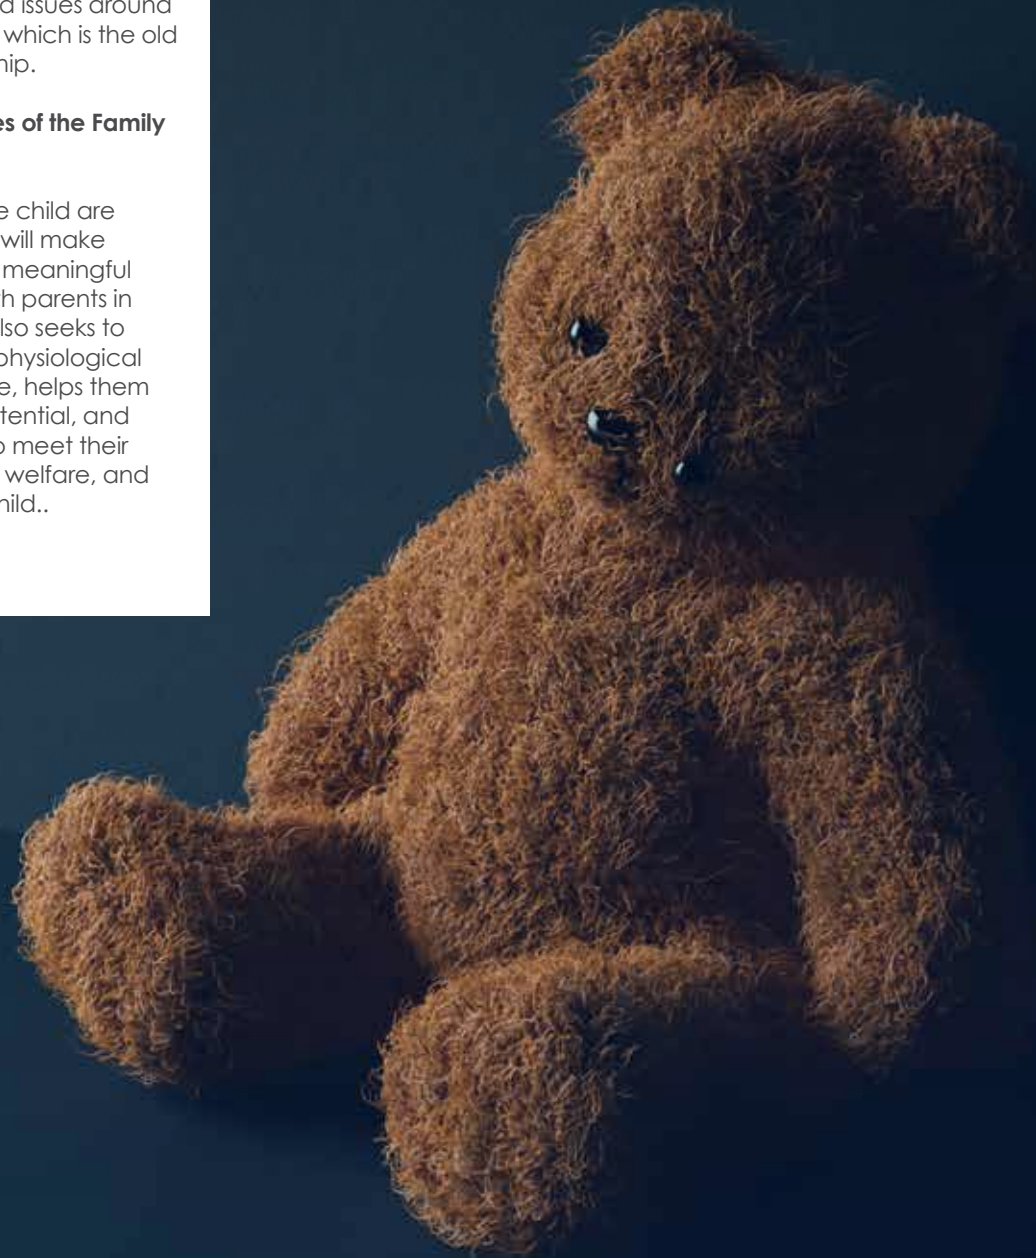 d issues around
which is the old
hip.
es of the Family
e child are
will make
meaningful
th parents in
lso seeks to
physiological
e, helps them
tential, and
o meet their
welfare, and
hild..